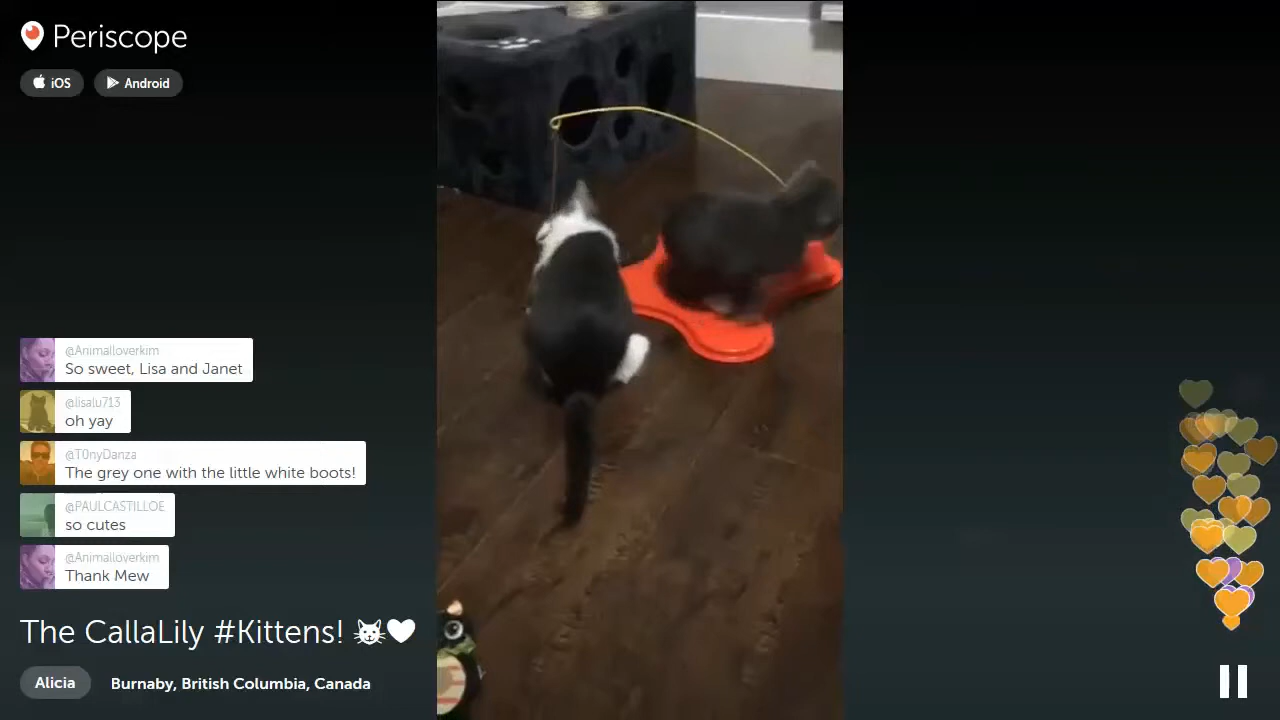 Periscope
iOS
Android
@Animalloverkim
So sweet, Lisa and Janet
@lisalu713
oh yay
@T0nyDanza
The grey one with the little white boots!
@PAULCASTILLOE
so cutes
@Animalloverkim
Thank Mew
The CallaLily #Kittens! 🐱❤
Alicia
Burnaby, British Columbia, Canada